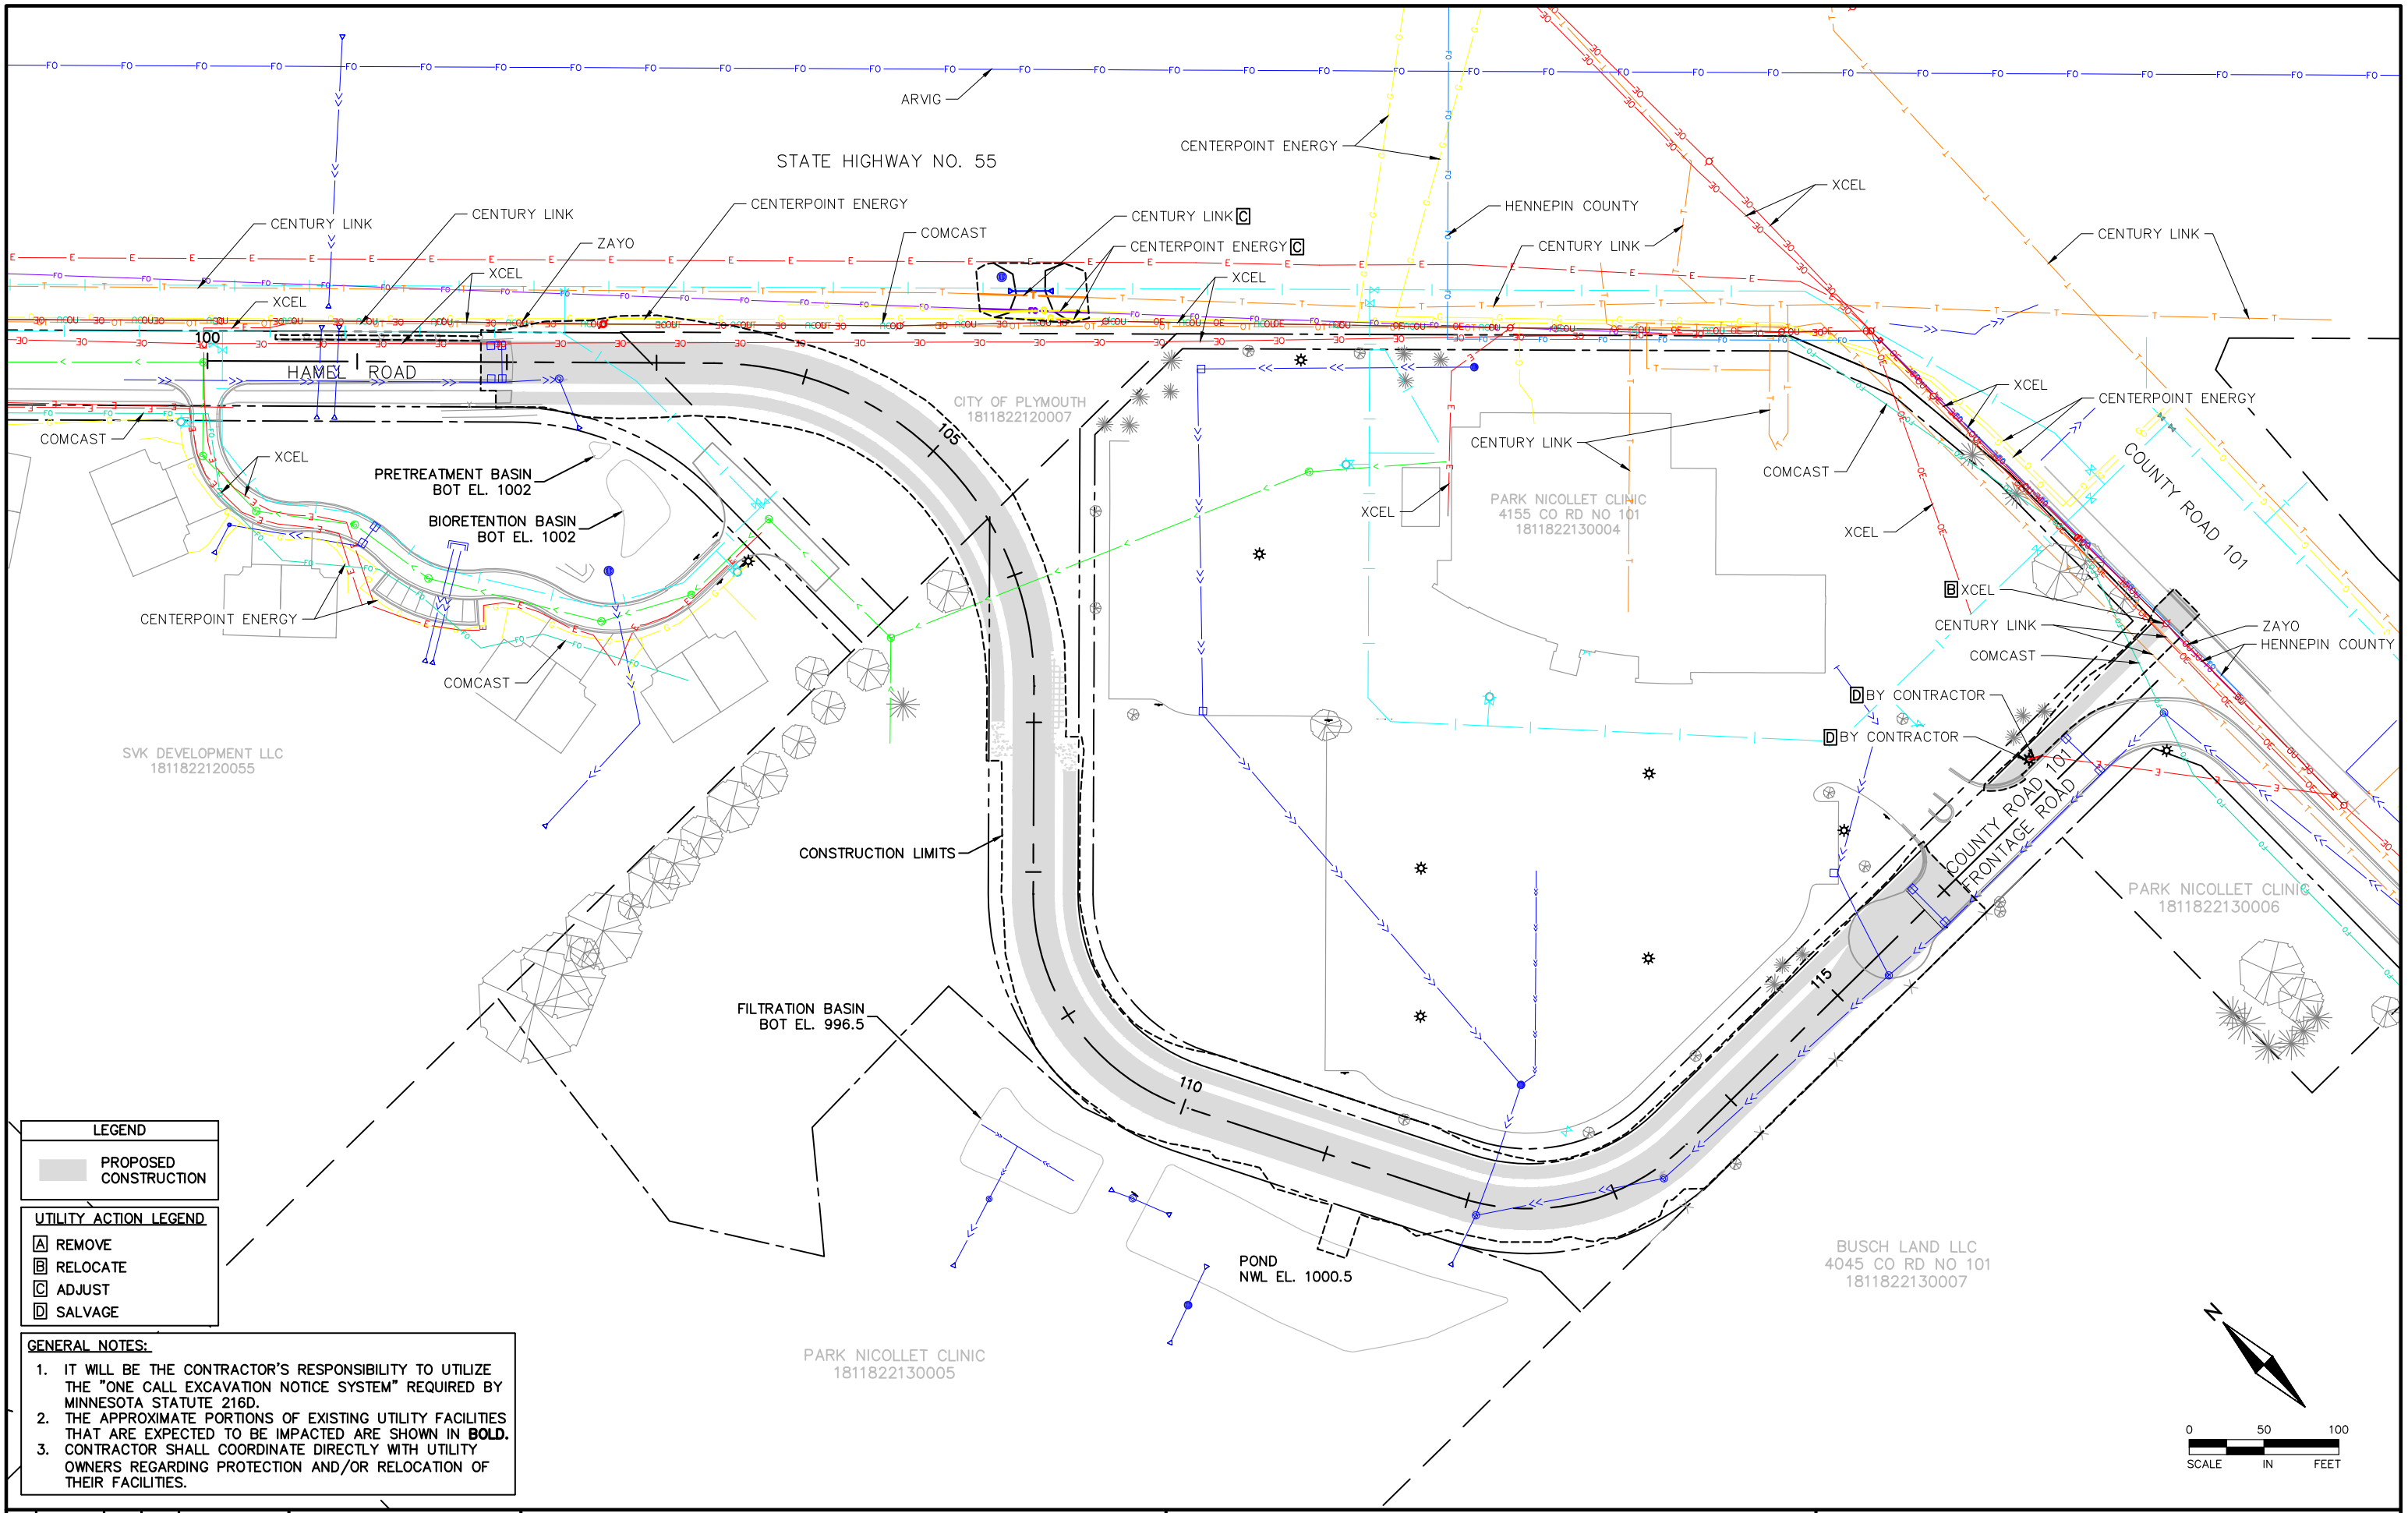 ARVIG
CENTERPOINT ENERGY
STATE HIGHWAY NO. 55
XCEL
CENTURY LINK
CENTURY LINK
CENTERPOINT ENERGY
CENTURY LINK C
HENNEPIN COUNTY
ZAYO
COMCAST
CENTERPOINT ENERGY C
CENTURY LINK
CENTURY LINK
XCEL
XCEL
XCEL
100
HAMEL ROAD
CITY OF PLYMOUTH
1811822120007
XCEL
CENTERPOINT ENERGY
COMCAST
105
CENTURY LINK
COMCAST
COUNTY ROAD 101
XCEL
PRETREATMENT BASIN
BOT EL. 1002
BIORETENTION BASIN
BOT EL. 1002
XCEL
PARK NICOLLET CLINIC
4155 CO RD NO 101
1811822130004
XCEL
B XCEL
CENTERPOINT ENERGY
CENTURY LINK
ZAYO
HENNEPIN COUNTY
COMCAST
COMCAST
D BY CONTRACTOR
D BY CONTRACTOR
SVK DEVELOPMENT LLC
1811822120055
COUNTY ROAD 101
FRONTAGE ROAD
CONSTRUCTION LIMITS
PARK NICOLLET CLINIC
1811822130006
115
FILTRATION BASIN
BOT EL. 996.5
110
POND
NWL EL. 1000.5
BUSCH LAND LLC
4045 CO RD NO 101
1811822130007
PARK NICOLLET CLINIC
1811822130005
LEGEND
PROPOSED
CONSTRUCTION
UTILITY ACTION LEGEND
A REMOVE
B RELOCATE
C ADJUST
D SALVAGE
GENERAL NOTES:
1. IT WILL BE THE CONTRACTOR'S RESPONSIBILITY TO UTILIZE
THE "ONE CALL EXCAVATION NOTICE SYSTEM" REQUIRED BY
MINNESOTA STATUTE 216D.
2. THE APPROXIMATE PORTIONS OF EXISTING UTILITY FACILITIES
THAT ARE EXPECTED TO BE IMPACTED ARE SHOWN IN BOLD.
3. CONTRACTOR SHALL COORDINATE DIRECTLY WITH UTILITY
OWNERS REGARDING PROTECTION AND/OR RELOCATION OF
THEIR FACILITIES.
N
0 50 100
SCALE IN FEET